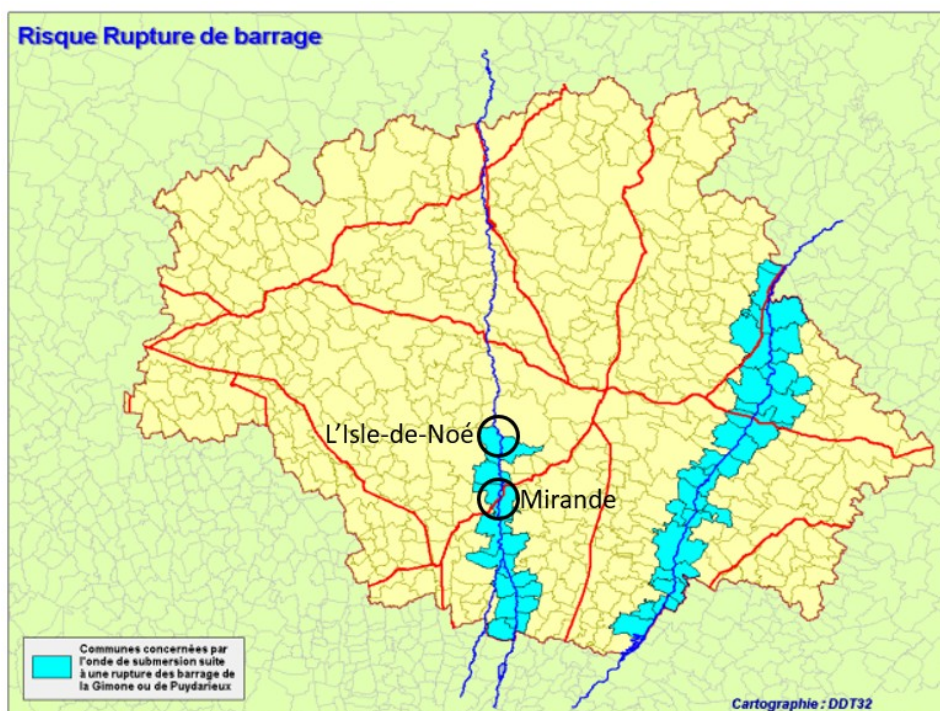 Risque Rupture de barrage
L'Isle-de-Noé
Mirande
Communes concernées par
l'onde de submersion suite
à une rupture des barrage de
la Gimone ou de Puydarieux
Cartographie : DDT32